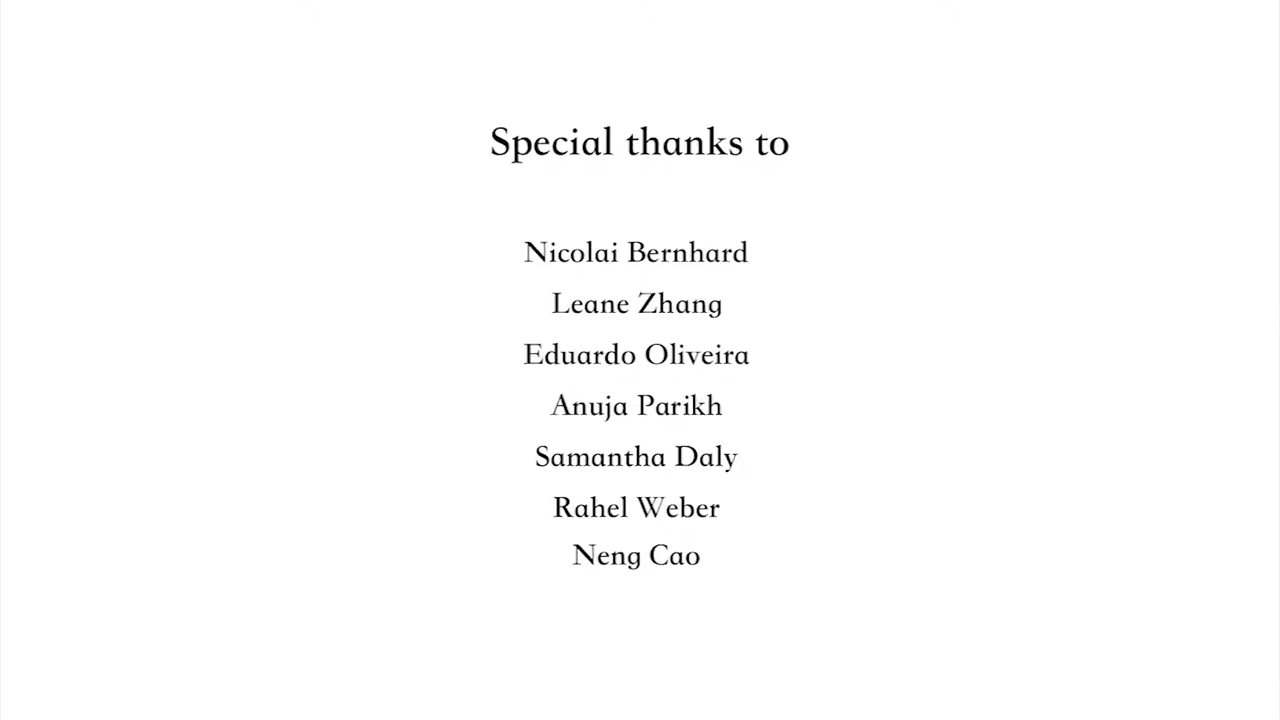 Special thanks to
Nicolai Bernhard
Leane Zhang
Eduardo Oliveira
Anuja Parikh
Samantha Daly
Rahel Weber
Neng Cao